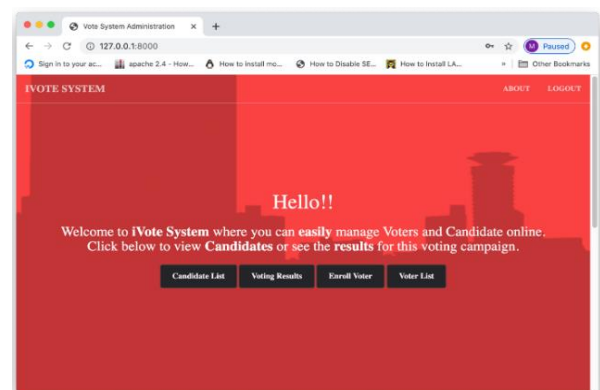 Vote System Administration
127.0.0.1:8000
M Paused
Sign in to your ac... apache 2.4 - How... How to install mo... How to Disable SE... How to Install LA... » Other Bookmarks
IVOTE SYSTEM ABOUT LOGOUT
Hello!!
Welcome to iVote System where you can easily manage Voters and Candidate online.
Click below to view Candidates or see the results for this voting campaign.
Candidate List Voting Results Enroll Voter Voter List